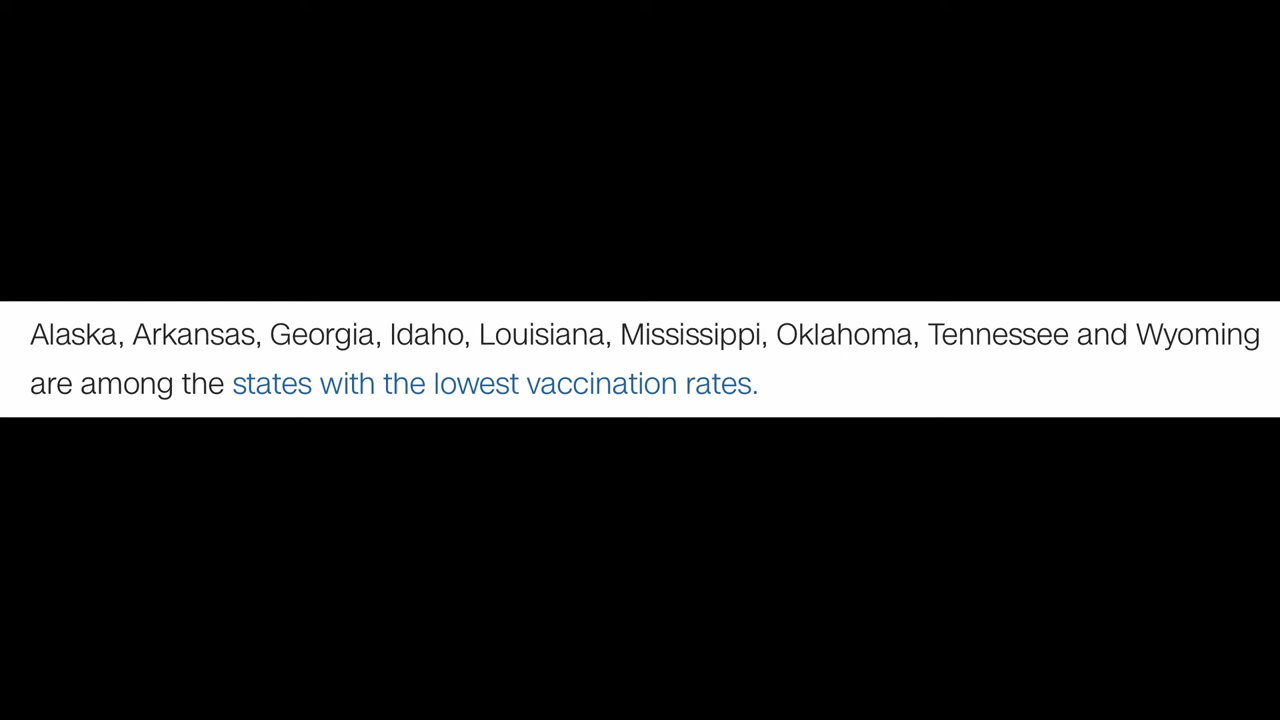 Alaska, Arkansas, Georgia, Idaho, Louisiana, Mississippi, Oklahoma, Tennessee and Wyoming
are among the states with the lowest vaccination rates.